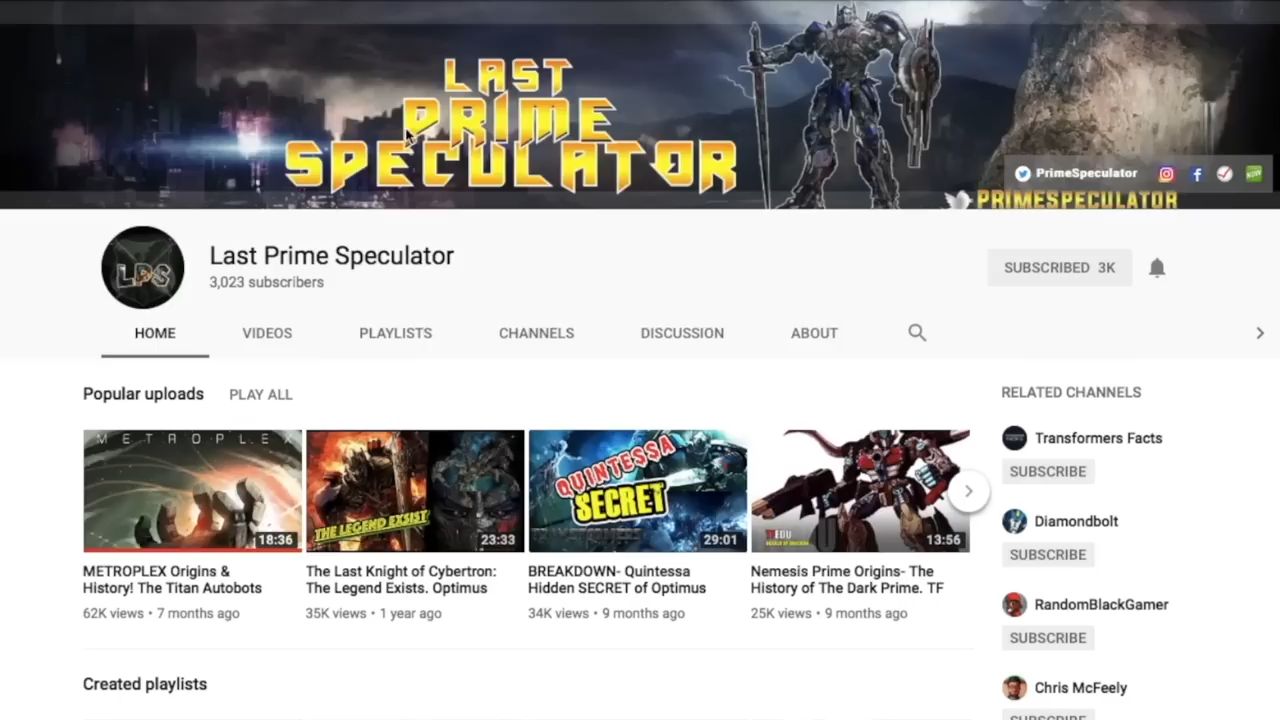 LAST
PRIME
SPECULATOR
PrimeSpeculator
PRIMESPECULATOR
LPS
Last Prime Speculator
3,023 subscribers
SUBSCRIBED 3K
HOME
VIDEOS
PLAYLISTS
CHANNELS
DISCUSSION
ABOUT
Popular uploads
PLAY ALL
METROPLEX
18:36
THE LEGEND EXSIST
23:33
QUINTESSA
SECRET
29:01
13:56
METROPLEX Origins &
History! The Titan Autobots
62K views • 7 months ago
The Last Knight of Cybertron:
The Legend Exists. Optimus
35K views • 1 year ago
BREAKDOWN- Quintessa
Hidden SECRET of Optimus
34K views • 9 months ago
Nemesis Prime Origins- The
History of The Dark Prime. TF
25K views • 9 months ago
Created playlists
RELATED CHANNELS
Transformers Facts
SUBSCRIBE
Diamondbolt
SUBSCRIBE
RandomBlackGamer
SUBSCRIBE
Chris McFeely
SUBSCRIBE